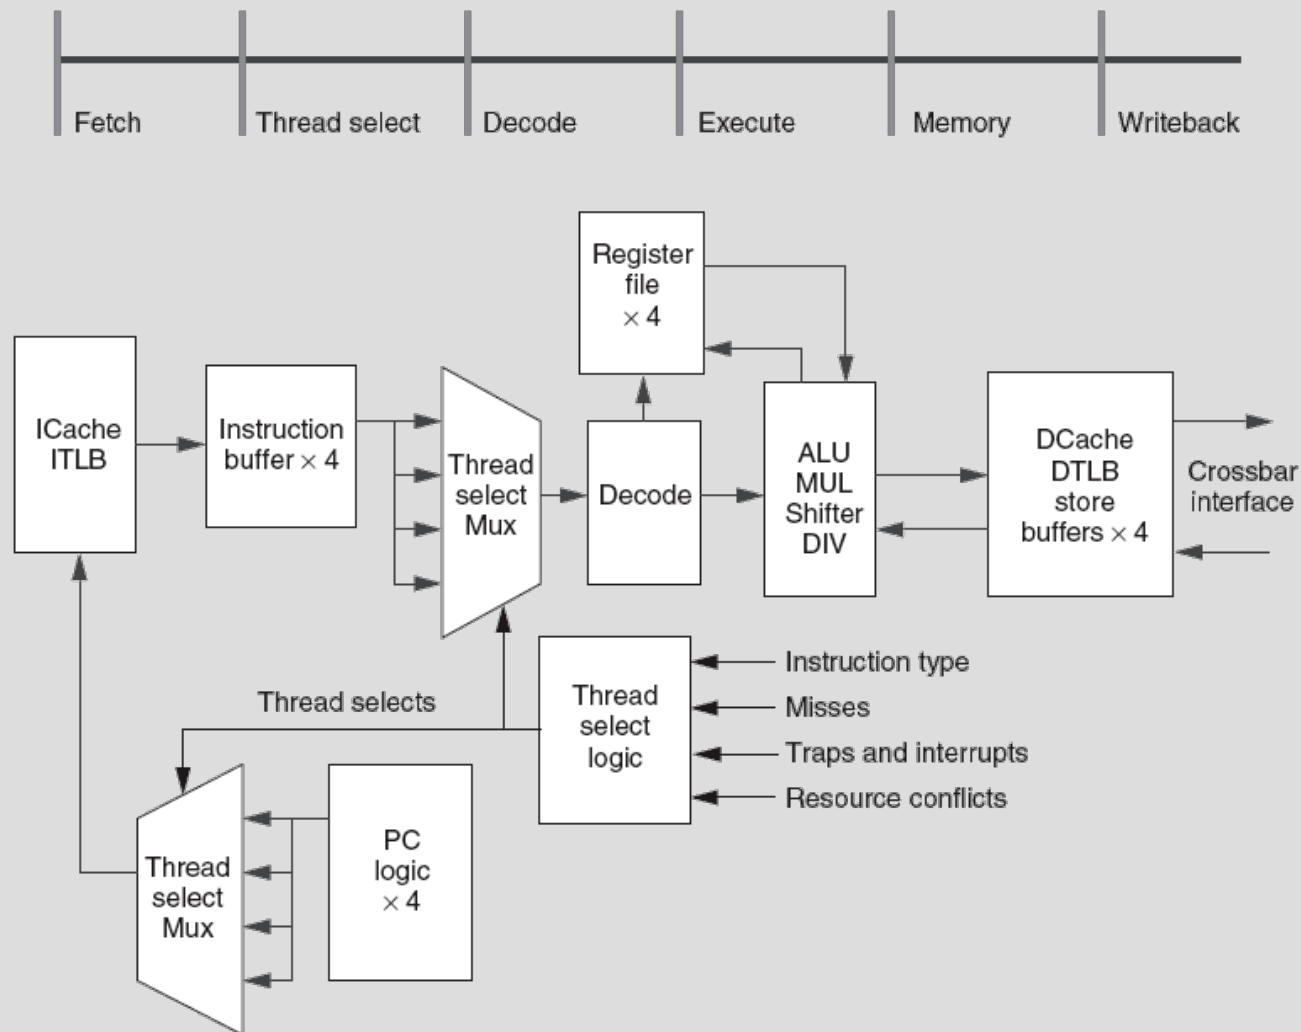 Fetch
Thread select
Decode
Execute
Memory
Writeback
Register
file
× 4
ICache
ITLB
Instruction
buffer × 4
Thread
select
Mux
Decode
ALU
MUL
Shifter
DIV
DCache
DTLB
store
buffers × 4
Crossbar
interface
Thread selects
Thread
select
logic
Instruction type
Misses
Traps and interrupts
Resource conflicts
Thread
select
Mux
PC
logic
× 4